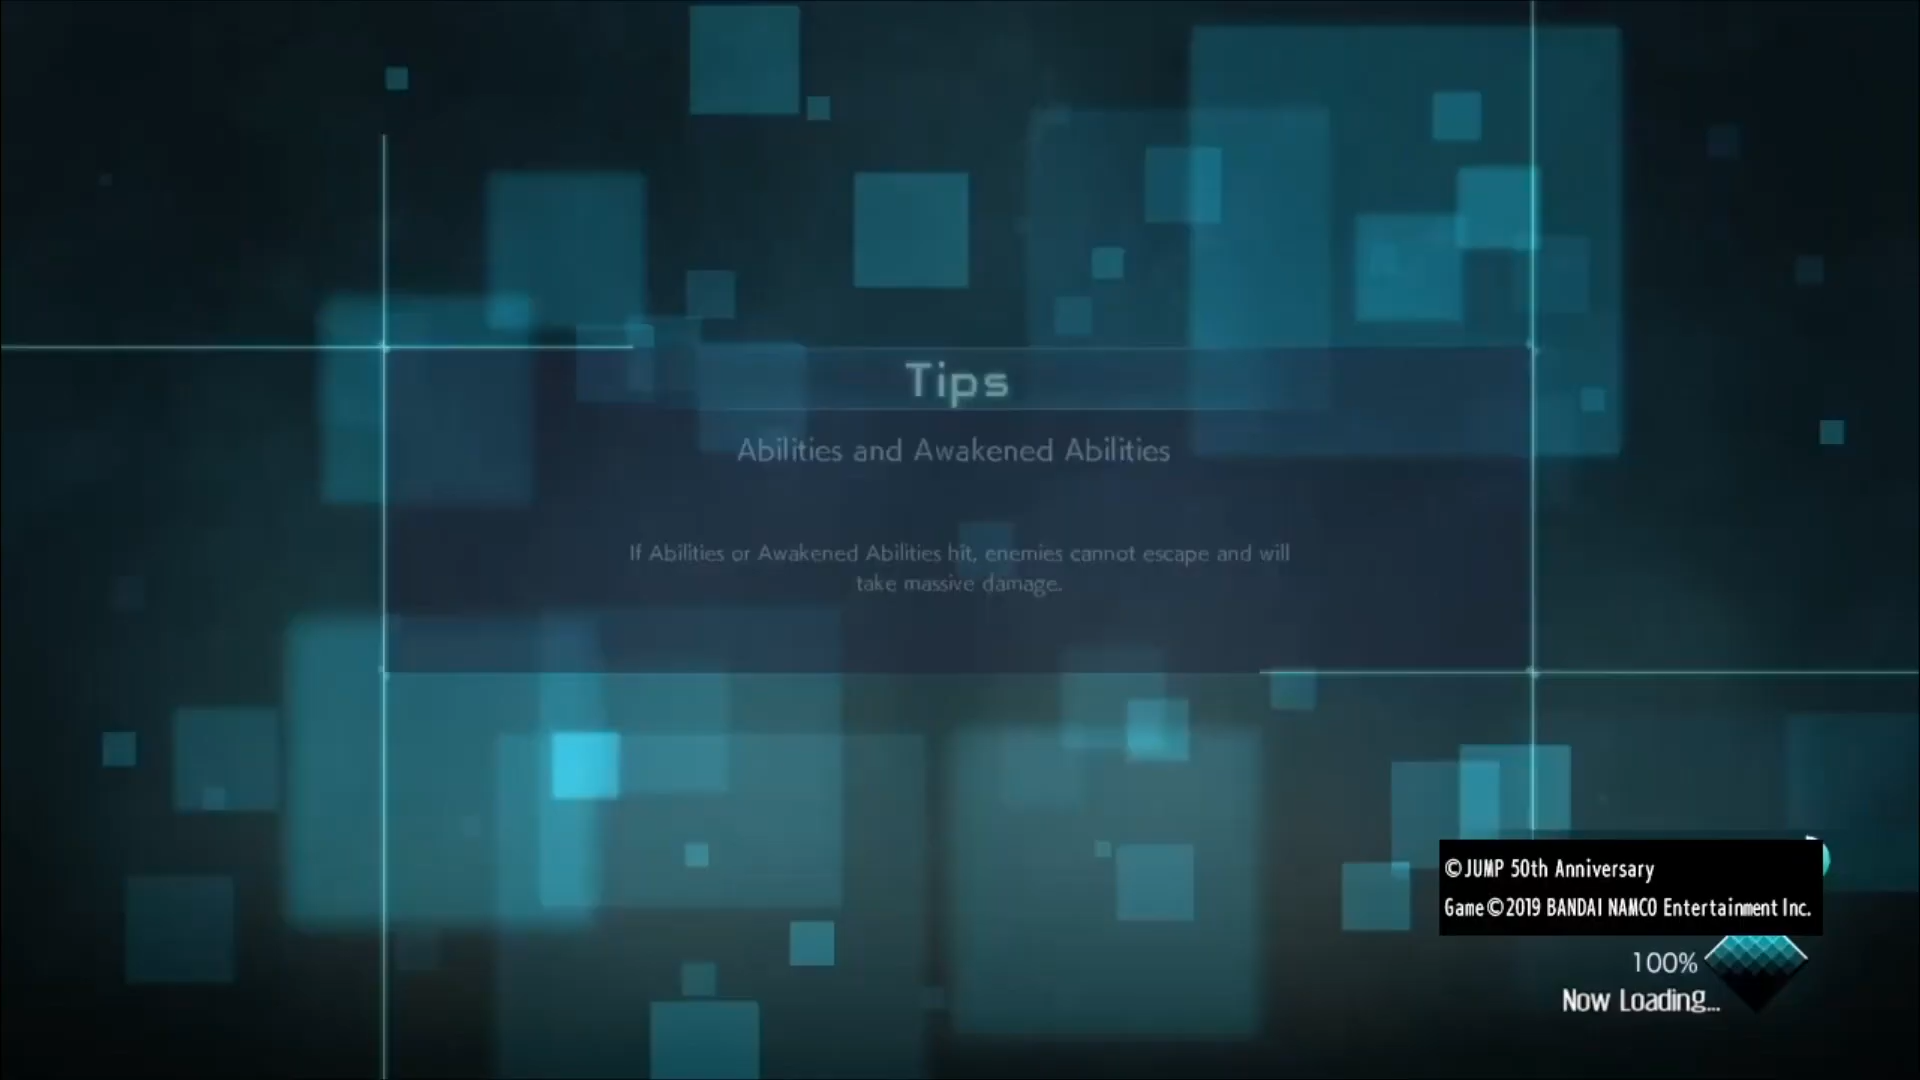 Tips
Abilities and Awakened Abilities
If Abilities or Awakened Abilities hit, enemies cannot escape and will
take massive damage.
©JUMP 50th Anniversary
Game©2019 BANDAI NAMCO Entertainment Inc.
100%
Now Loading...